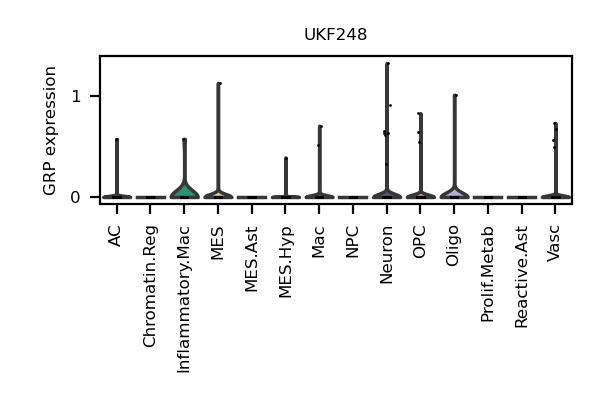 UKF248
GRP expression
1
0
AC
Chromatin.Reg
Inflammatory.Mac
MES
MES.Ast
MES.Hyp
Mac
NPC
Neuron
OPC
Oligo
Prolif.Metab
Reactive.Ast
Vasc